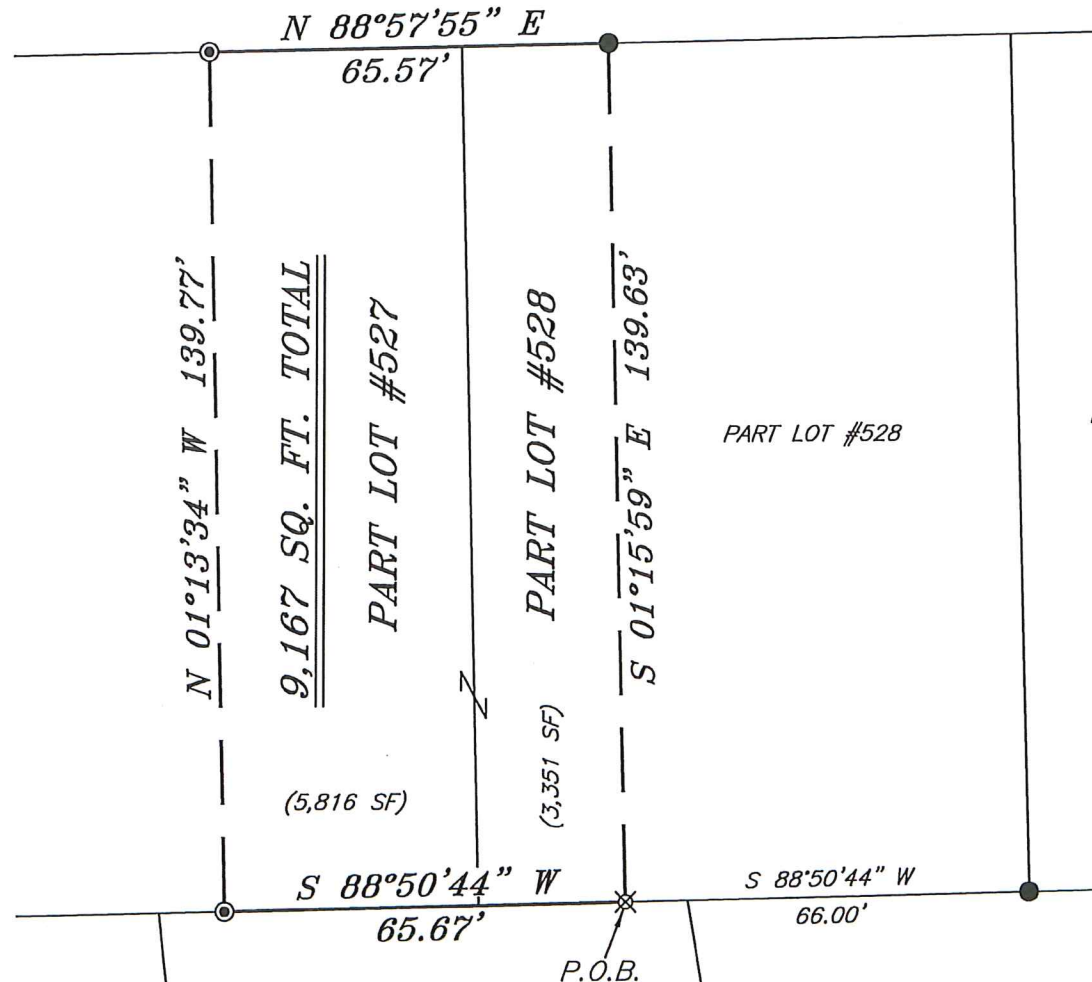 N 88°57'55" E
65.57'
N 01°13'34" W 139.77'
9,167 SQ. FT. TOTAL
PART LOT #527
PART LOT #528
S 01°15'59" E 139.63'
PART LOT #528
(5,816 SF)
(3,351 SF)
S 88°50'44" W
65.67'
S 88°50'44" W
66.00'
P.O.B.